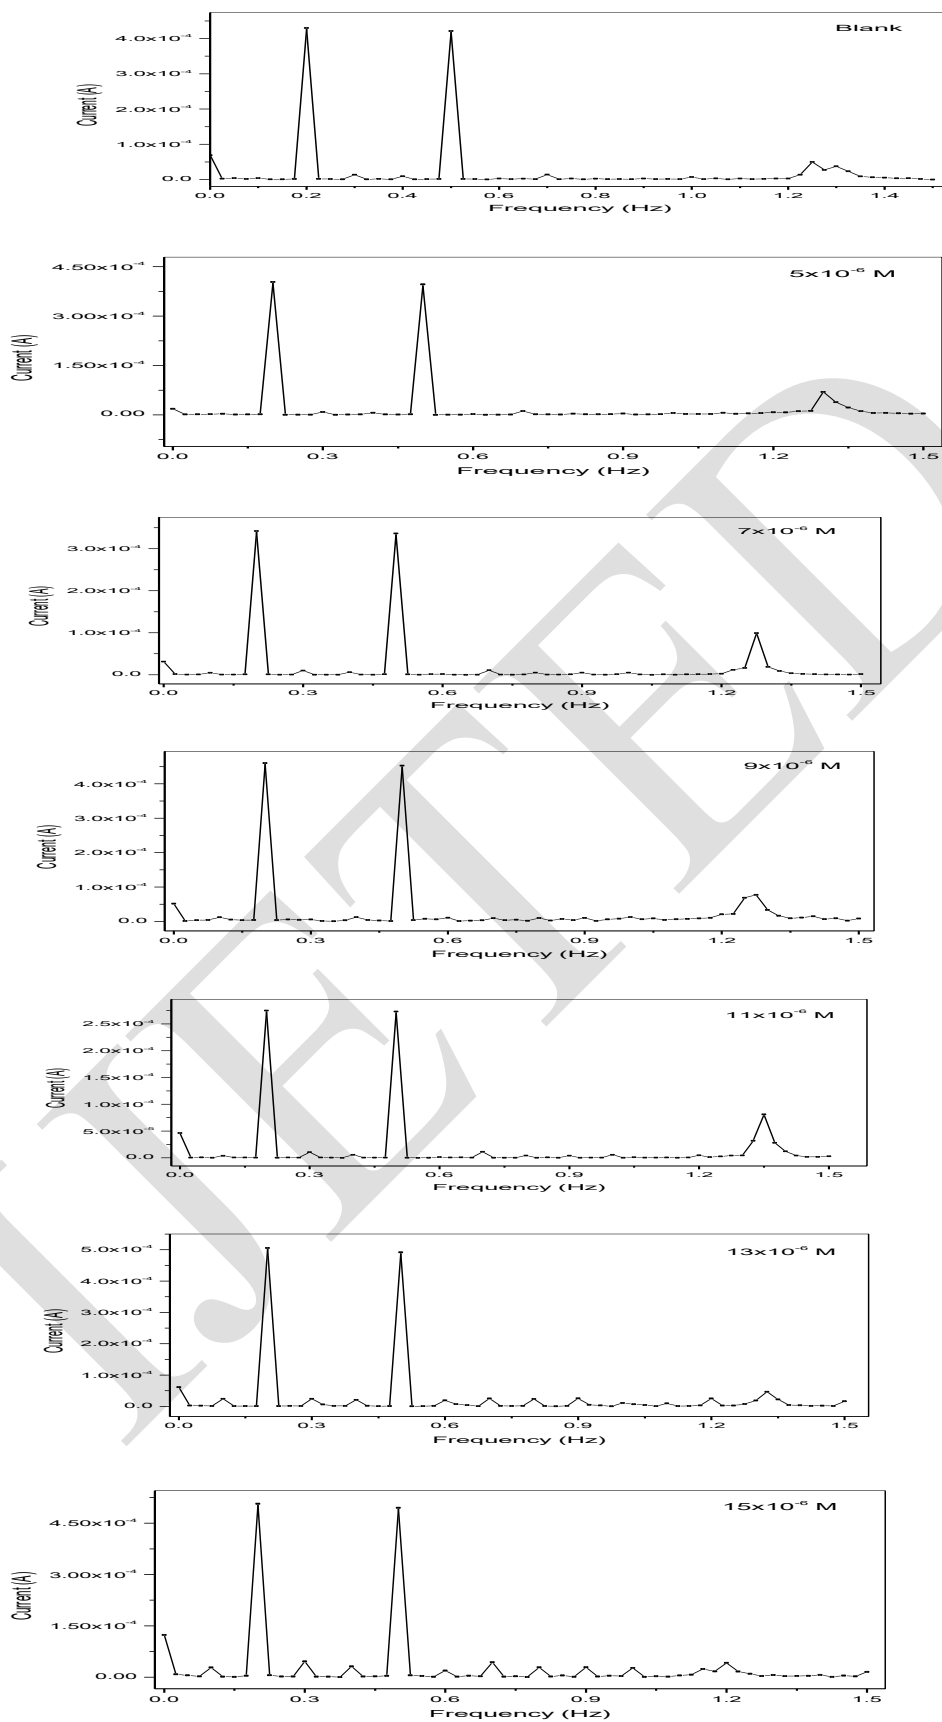 Blank
4.0x10⁻⁴
3.0x10⁻⁴
2.0x10⁻⁴
1.0x10⁻⁴
0.0
Current (A)
0.0 0.2 0.4 0.6 0.8 1.0 1.2 1.4
Frequency (Hz)
5x10⁻⁶ M
4.50x10⁻⁴
3.00x10⁻⁴
1.50x10⁻⁴
0.00
Current (A)
0.0 0.3 0.6 0.9 1.2 1.5
Frequency (Hz)
7x10⁻⁶ M
3.0x10⁻⁴
2.0x10⁻⁴
1.0x10⁻⁴
0.0
Current (A)
0.0 0.3 0.6 0.9 1.2 1.5
Frequency (Hz)
9x10⁻⁶ M
4.0x10⁻⁴
3.0x10⁻⁴
2.0x10⁻⁴
1.0x10⁻⁴
0.0
Current (A)
0.0 0.3 0.6 0.9 1.2 1.5
Frequency (Hz)
11x10⁻⁶ M
2.5x10⁻⁴
2.0x10⁻⁴
1.5x10⁻⁴
1.0x10⁻⁴
5.0x10⁻⁵
0.0
Current (A)
0.0 0.3 0.6 0.9 1.2 1.5
Frequency (Hz)
13x10⁻⁶ M
5.0x10⁻⁴
4.0x10⁻⁴
3.0x10⁻⁴
2.0x10⁻⁴
1.0x10⁻⁴
0.0
Current (A)
0.0 0.3 0.6 0.9 1.2 1.5
Frequency (Hz)
15x10⁻⁶ M
4.50x10⁻⁴
3.00x10⁻⁴
1.50x10⁻⁴
0.00
Current (A)
0.0 0.3 0.6 0.9 1.2 1.5
Frequency (Hz)
IJETED